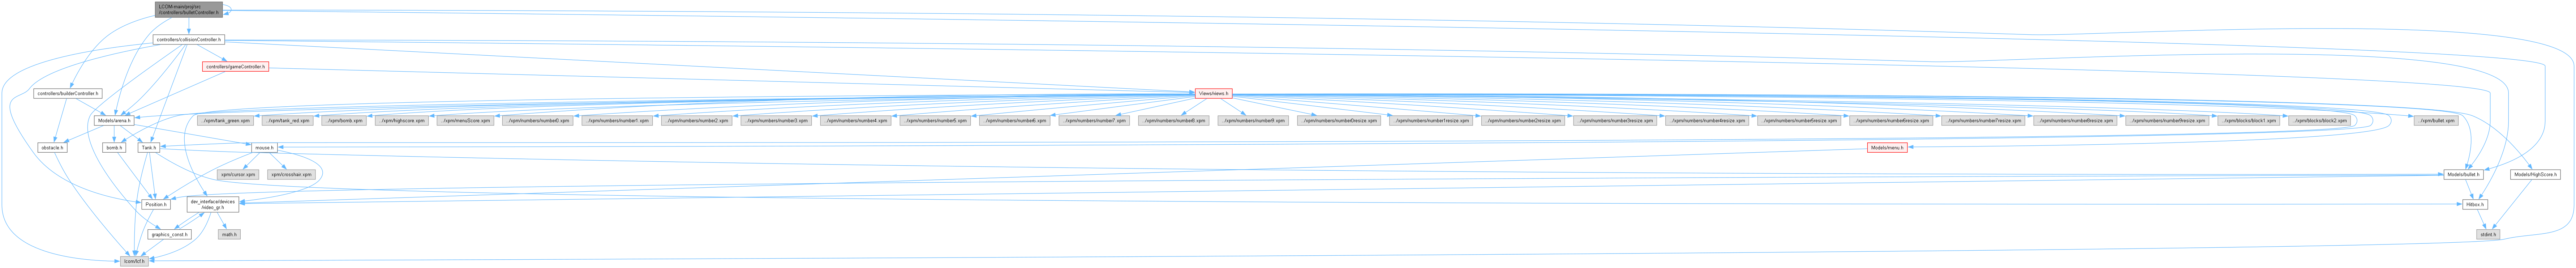 LCOM-main/proj/src
/controllers/bulletController.h
controllers/collisionController.h
controllers/gameController.h
controllers/builderController.h
Views/views.h
Models/arena.h
../xpm/tank_green.xpm
../xpm/tank_red.xpm
../xpm/bomb.xpm
../xpm/highscore.xpm
../xpm/menuScore.xpm
../xpm/numbers/number0.xpm
../xpm/numbers/number1.xpm
../xpm/numbers/number2.xpm
../xpm/numbers/number3.xpm
../xpm/numbers/number4.xpm
../xpm/numbers/number5.xpm
../xpm/numbers/number6.xpm
../xpm/numbers/number7.xpm
../xpm/numbers/number8.xpm
../xpm/numbers/number9.xpm
../xpm/numbers/number0resize.xpm
../xpm/numbers/number1resize.xpm
../xpm/numbers/number2resize.xpm
../xpm/numbers/number3resize.xpm
../xpm/numbers/number4resize.xpm
../xpm/numbers/number5resize.xpm
../xpm/numbers/number6resize.xpm
../xpm/numbers/number7resize.xpm
../xpm/numbers/number8resize.xpm
../xpm/numbers/number9resize.xpm
../xpm/blocks/block1.xpm
../xpm/blocks/block2.xpm
../xpm/bullet.xpm
obstacle.h
bomb.h
Tank.h
mouse.h
Models/menu.h
xpm/cursor.xpm
xpm/crosshair.xpm
Models/bullet.h
Models/HighScore.h
Position.h
dev_interface/devices
/video_gr.h
Hitbox.h
graphics_const.h
math.h
stdint.h
lcom/lcf.h